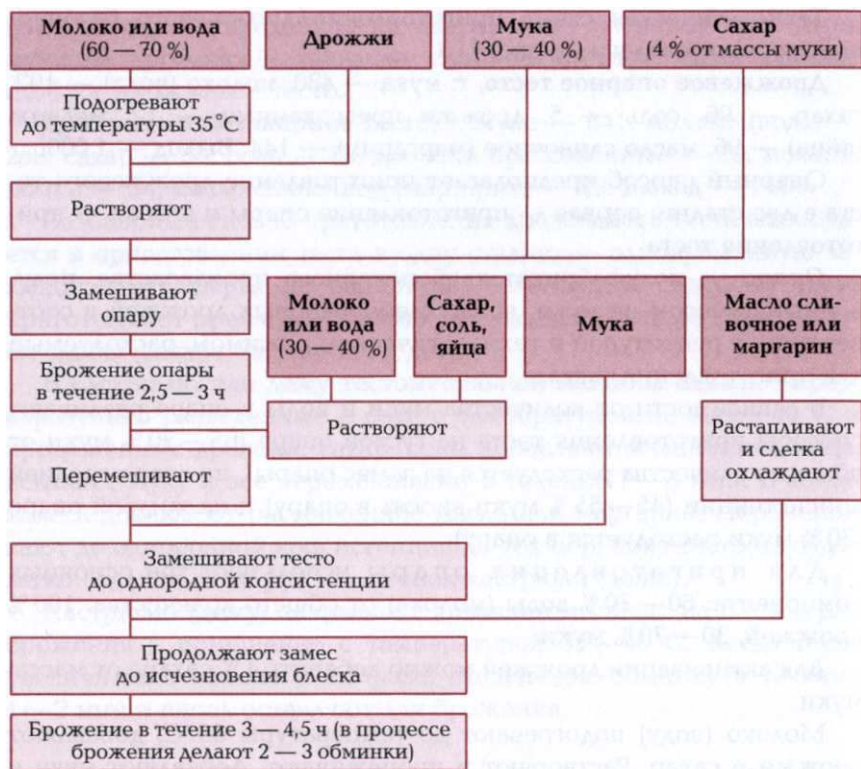 Молоко или вода
(60 — 70 %)
Дрожжи
Мука
(30 — 40 %)
Сахар
(4 % от массы муки)
Подогревают
до температуры 35°С
Растворяют
Замешивают
опару
Молоко
или вода
(30 — 40 %)
Сахар,
соль,
яйца
Мука
Масло сли-
вочное или
маргарин
Брожение опары
в течение 2,5 — 3 ч
Растворяют
Растапливают
и слегка
охлаждают
Перемешивают
Замешивают тесто
до однородной консистенции
Продолжают замес
до исчезновения блеска
Брожение в течение 3 — 4,5 ч (в процессе
брожения делают 2 — 3 обминки)